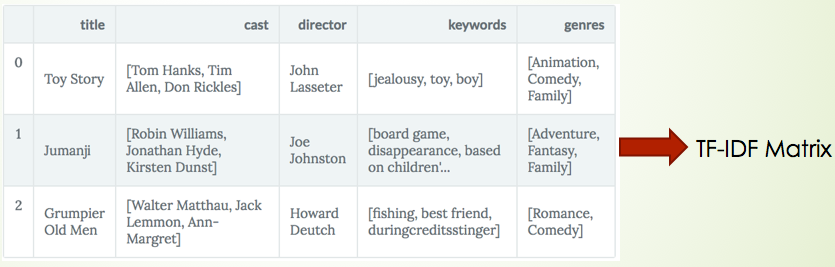 title cast director keywords genres
0 Toy Story [Tom Hanks, Tim Allen, Don Rickles] John Lasseter [jealousy, toy, boy] [Animation, Comedy, Family]
1 Jumanji [Robin Williams, Jonathan Hyde, Kirsten Dunst] Joe Johnston [board game, disappearance, based on children'... [Adventure, Fantasy, Family]
2 Grumpier Old Men [Walter Matthau, Jack Lemmon, Ann-Margret] Howard Deutch [fishing, best friend, duringcreditsstinger] [Romance, Comedy]
TF-IDF Matrix